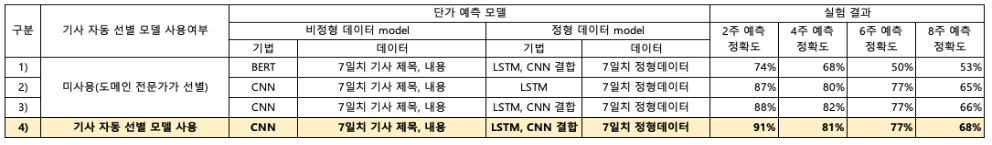 구분 기사 자동 선별 모델 사용여부 단가 예측 모델 실험 결과
비정형 데이터 model 정형 데이터 model 2주 예측 정확도 4주 예측 정확도 6주 예측 정확도 8주 예측 정확도
기법 데이터 기법 데이터
1) 미사용(도메인 전문가가 선별) BERT 7일치 기사 제목, 내용 LSTM, CNN 결합 7일치 정형데이터 74% 68% 50% 53%
2) CNN 7일치 기사 제목, 내용 LSTM 7일치 정형데이터 87% 80% 77% 65%
3) CNN 7일치 기사 제목, 내용 LSTM, CNN 결합 7일치 정형데이터 88% 82% 77% 66%
4) 기사 자동 선별 모델 사용 CNN 7일치 기사 제목, 내용 LSTM, CNN 결합 7일치 정형데이터 91% 81% 77% 68%